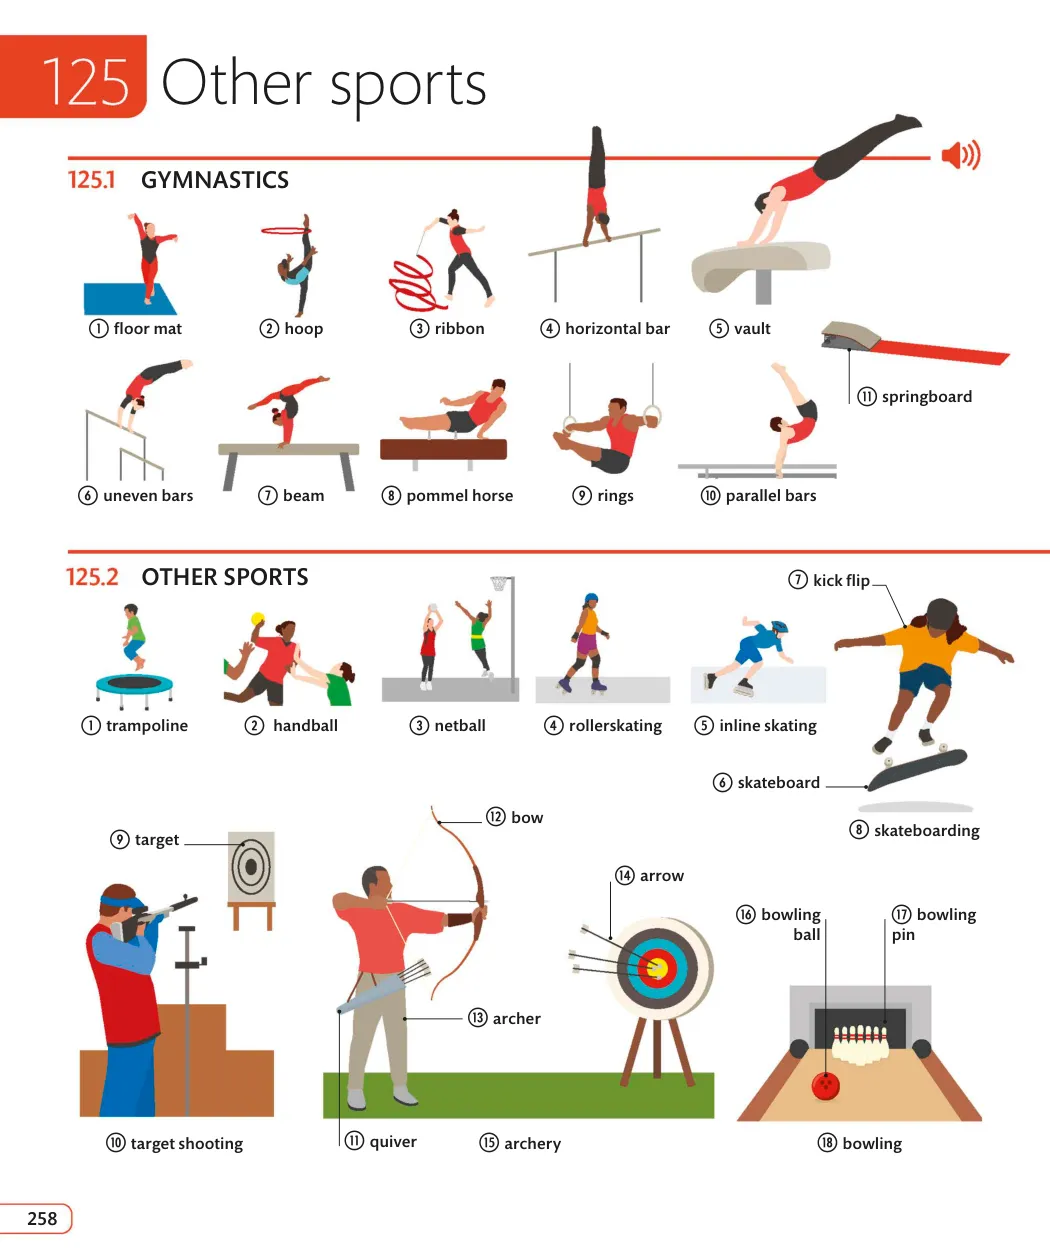 125 Other sports
125.1 GYMNASTICS
① floor mat
② hoop
③ ribbon
④ horizontal bar
⑤ vault
⑪ springboard
⑥ uneven bars
⑦ beam
⑧ pommel horse
⑨ rings
⑩ parallel bars
125.2 OTHER SPORTS
⑦ kick flip
① trampoline
② handball
③ netball
④ rollerskating
⑤ inline skating
⑥ skateboard
⑧ skateboarding
⑨ target
⑫ bow
⑭ arrow
⑯ bowling
ball
⑰ bowling
pin
⑬ archer
⑩ target shooting
⑪ quiver
⑮ archery
⑱ bowling
258